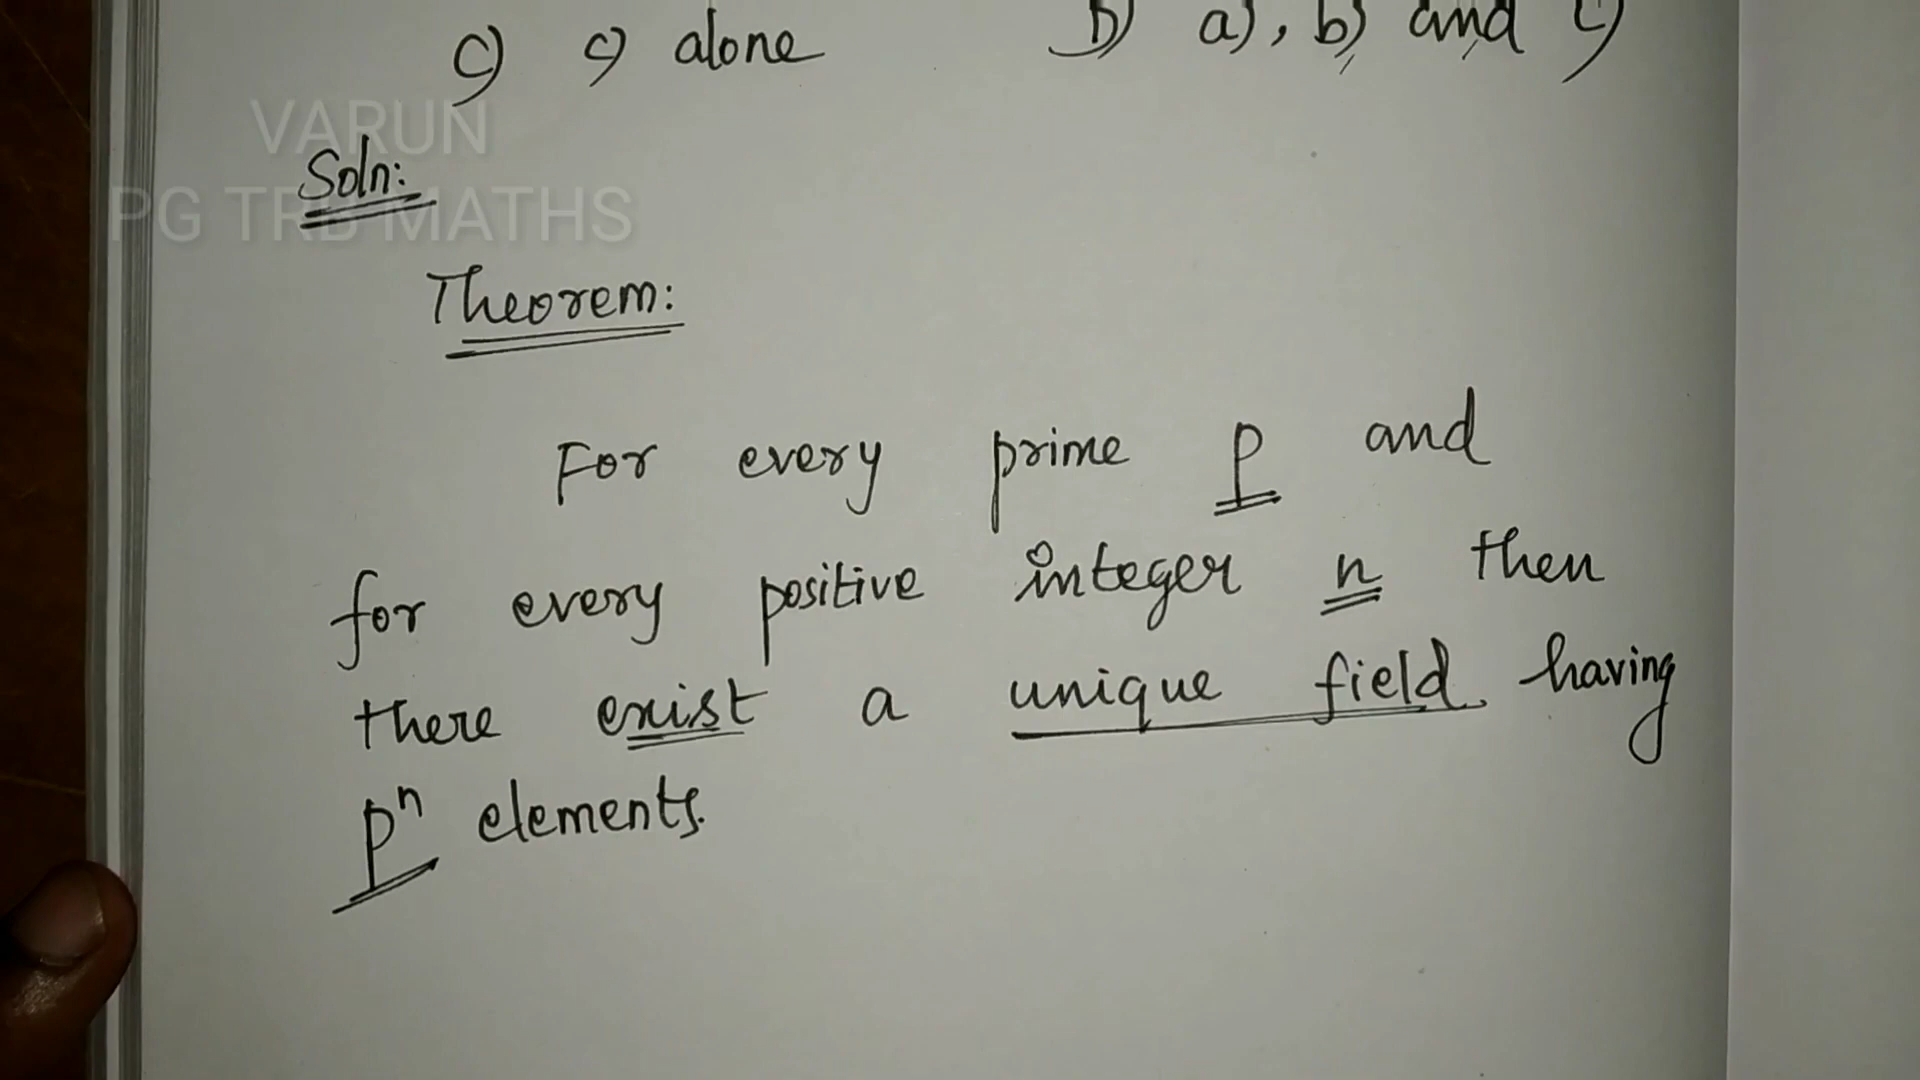 C) c) alone D) a), b) and c)
VARUN
Soln:
PG TRB MATHS
Theorem:
For every prime p and
for every positive integer n then
there exist a unique field having
pⁿ elements.